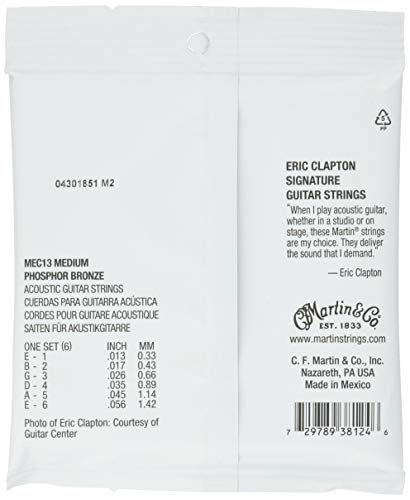 04301851 M2
MEC13 MEDIUM
PHOSPHOR BRONZE
ACOUSTIC GUITAR STRINGS
CUERDAS PARA GUITARRA ACÚSTICA
CORDES POUR GUITARE ACOUSTIQUE
SAITEN FÜR AKUSTIKGITARRE
ONE SET (6) INCH MM
E - 1 .013 0.33
B - 2 .017 0.43
G - 3 .026 0.66
D - 4 .035 0.89
A - 5 .045 1.14
E - 6 .056 1.42
Photo of Eric Clapton: Courtesy of
Guitar Center
5
PP
ERIC CLAPTON
SIGNATURE
GUITAR STRINGS
"When I play acoustic guitar,
whether in a studio or on
stage, these Martin® strings
are my choice. They deliver
the sound that I demand."
— Eric Clapton
CF Martin & Co.
EST. 1833
www.martinstrings.com
C. F. Martin & Co., Inc.
Nazareth, PA USA
Made in Mexico
7 29789 38124 6